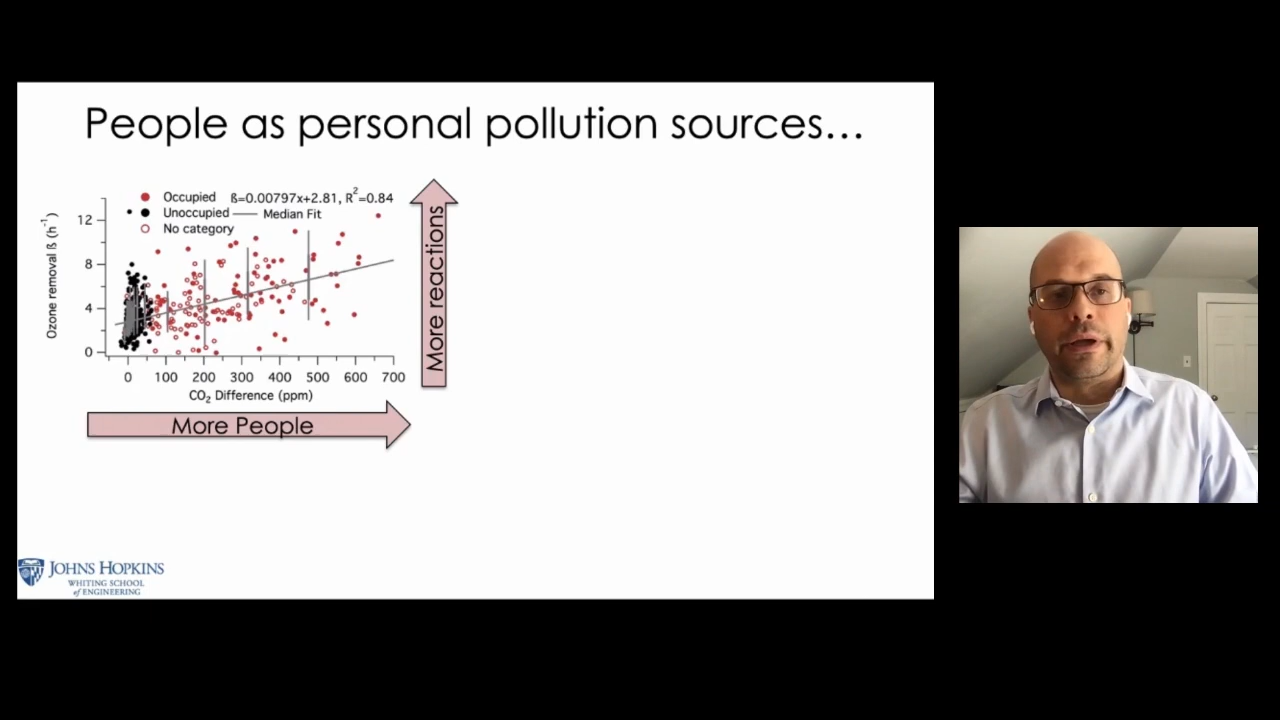 People as personal pollution sources…
Occupied ß=0.00797x+2.81, R²=0.84
Unoccupied Median Fit
No category
12
8
4
0
Ozone removal ß (h⁻¹)
0 100 200 300 400 500 600 700
CO₂ Difference (ppm)
More reactions
More People
JOHNS HOPKINS
WHITING SCHOOL
of ENGINEERING